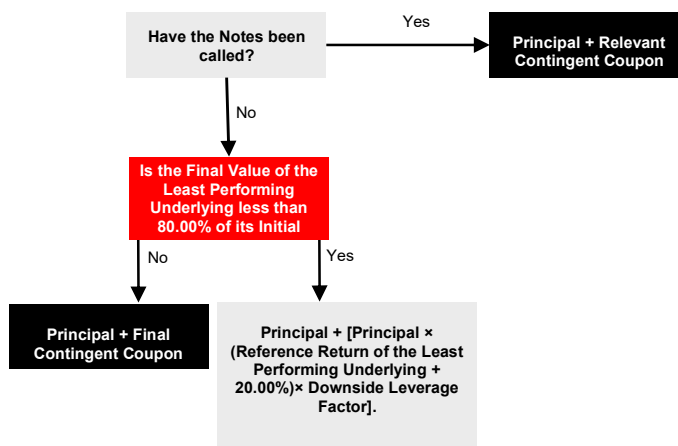 Have the Notes been
called?
Yes
Principal + Relevant
Contingent Coupon
No
Is the Final Value of the
Least Performing
Underlying less than
80.00% of its Initial
No
Yes
Principal + Final
Contingent Coupon
Principal + [Principal ×
(Reference Return of the Least
Performing Underlying +
20.00%)× Downside Leverage
Factor].